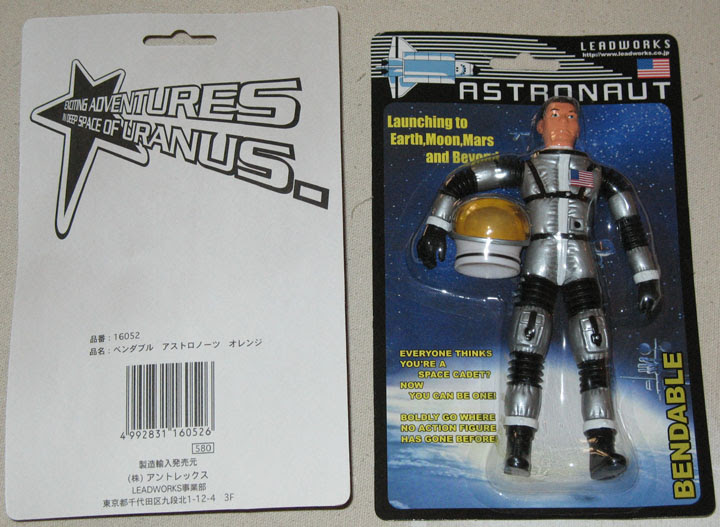 EXCITING ADVENTURES
IN DEEP SPACE OF URANUS.
品番：16052
品名：ベンダブル アストロノーツ オレンジ
4 992831 160526
580
製造輸入発売元
(株) アントレックス
LEADWORKS事業部
東京都千代田区九段北1-12-4 3F
LEADWORKS
http://www.leadworks.co.jp
ASTRONAUT
Launching to
Earth,Moon,Mars
and Beyond
EVERYONE THINKS
YOU'RE A
SPACE CADET?
NOW
YOU CAN BE ONE!
BOLDLY GO WHERE
NO ACTION FIGURE
HAS GONE BEFORE!
BENDABLE